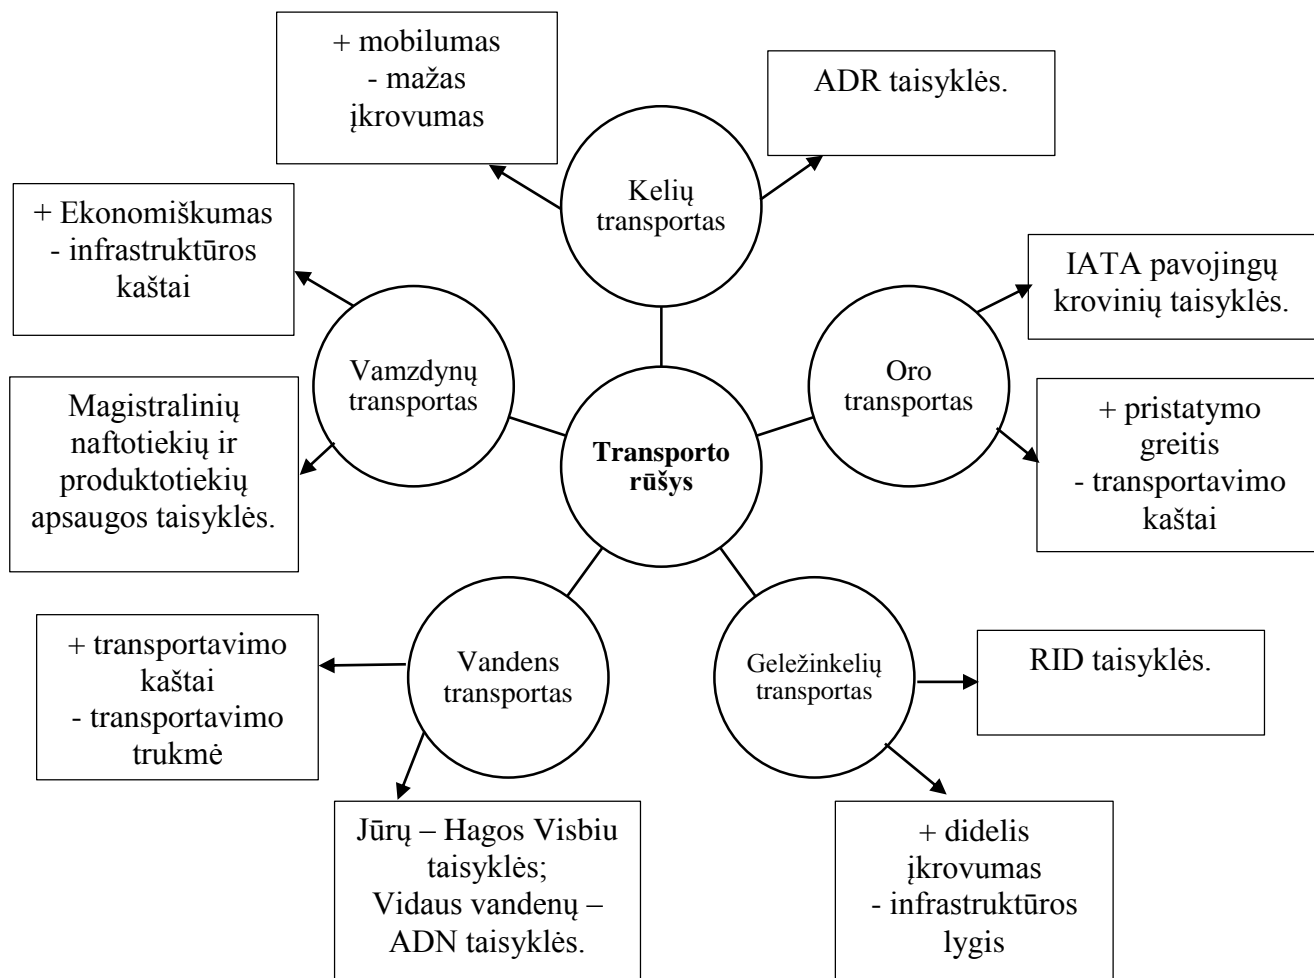 + mobilumas
- mažas
įkrovumas
ADR taisyklės.
Kelių
transportas
+ Ekonomiškumas
- infrastruktūros
kaštai
IATA pavojingų
krovinių taisyklės.
Vamzdynų
transportas
Oro
transportas
Magistralinių
naftotiekių ir
produktotiekių
apsaugos taisyklės.
Transporto
rūšys
+ pristatymo
greitis
- transportavimo
kaštai
+ transportavimo
kaštai
- transportavimo
trukmė
Vandens
transportas
Geležinkelių
transportas
RID taisyklės.
Jūrų – Hagos Visbiu
taisyklės;
Vidaus vandenų –
ADN taisyklės.
+ didelis
įkrovumas
- infrastruktūros
lygis